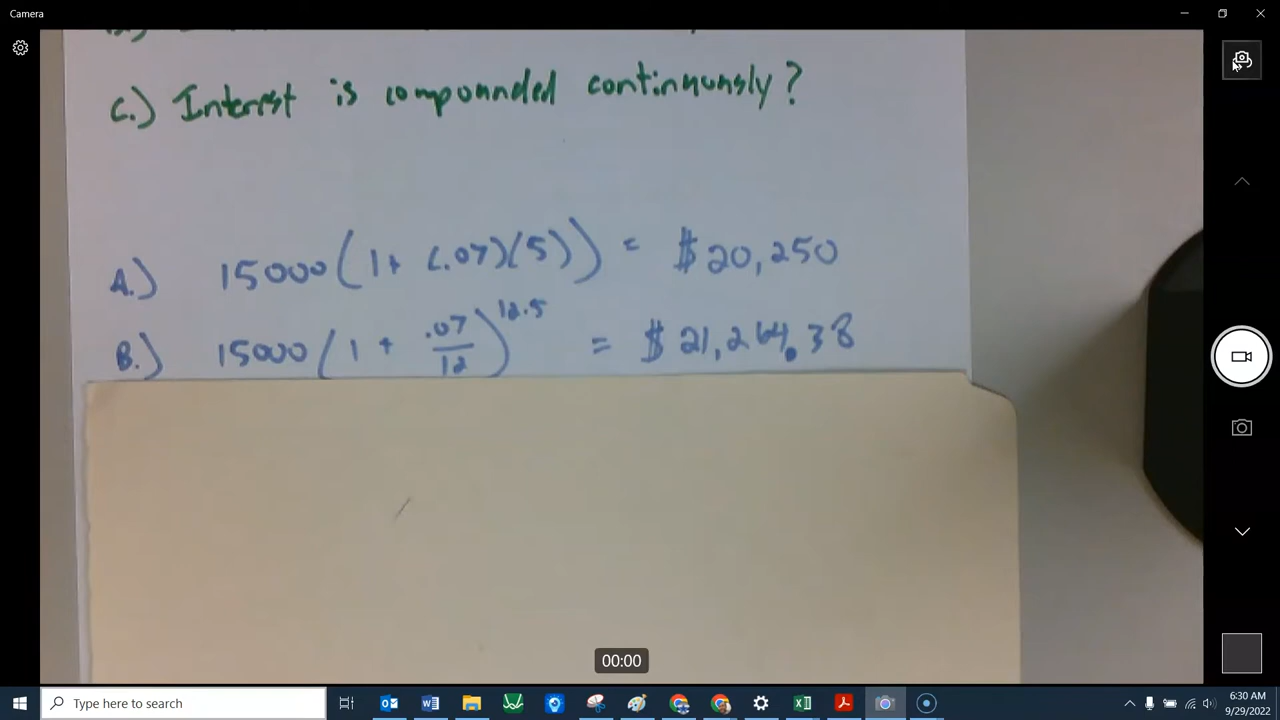 Camera
C.) Interest is compounded continuously?
A.) 15000(1+ (.07)(5)) = $20,250
B.) 15000(1 + .07/12)^12.5 = $21,264.38
00:00
Type here to search
6:30 AM
9/29/2022